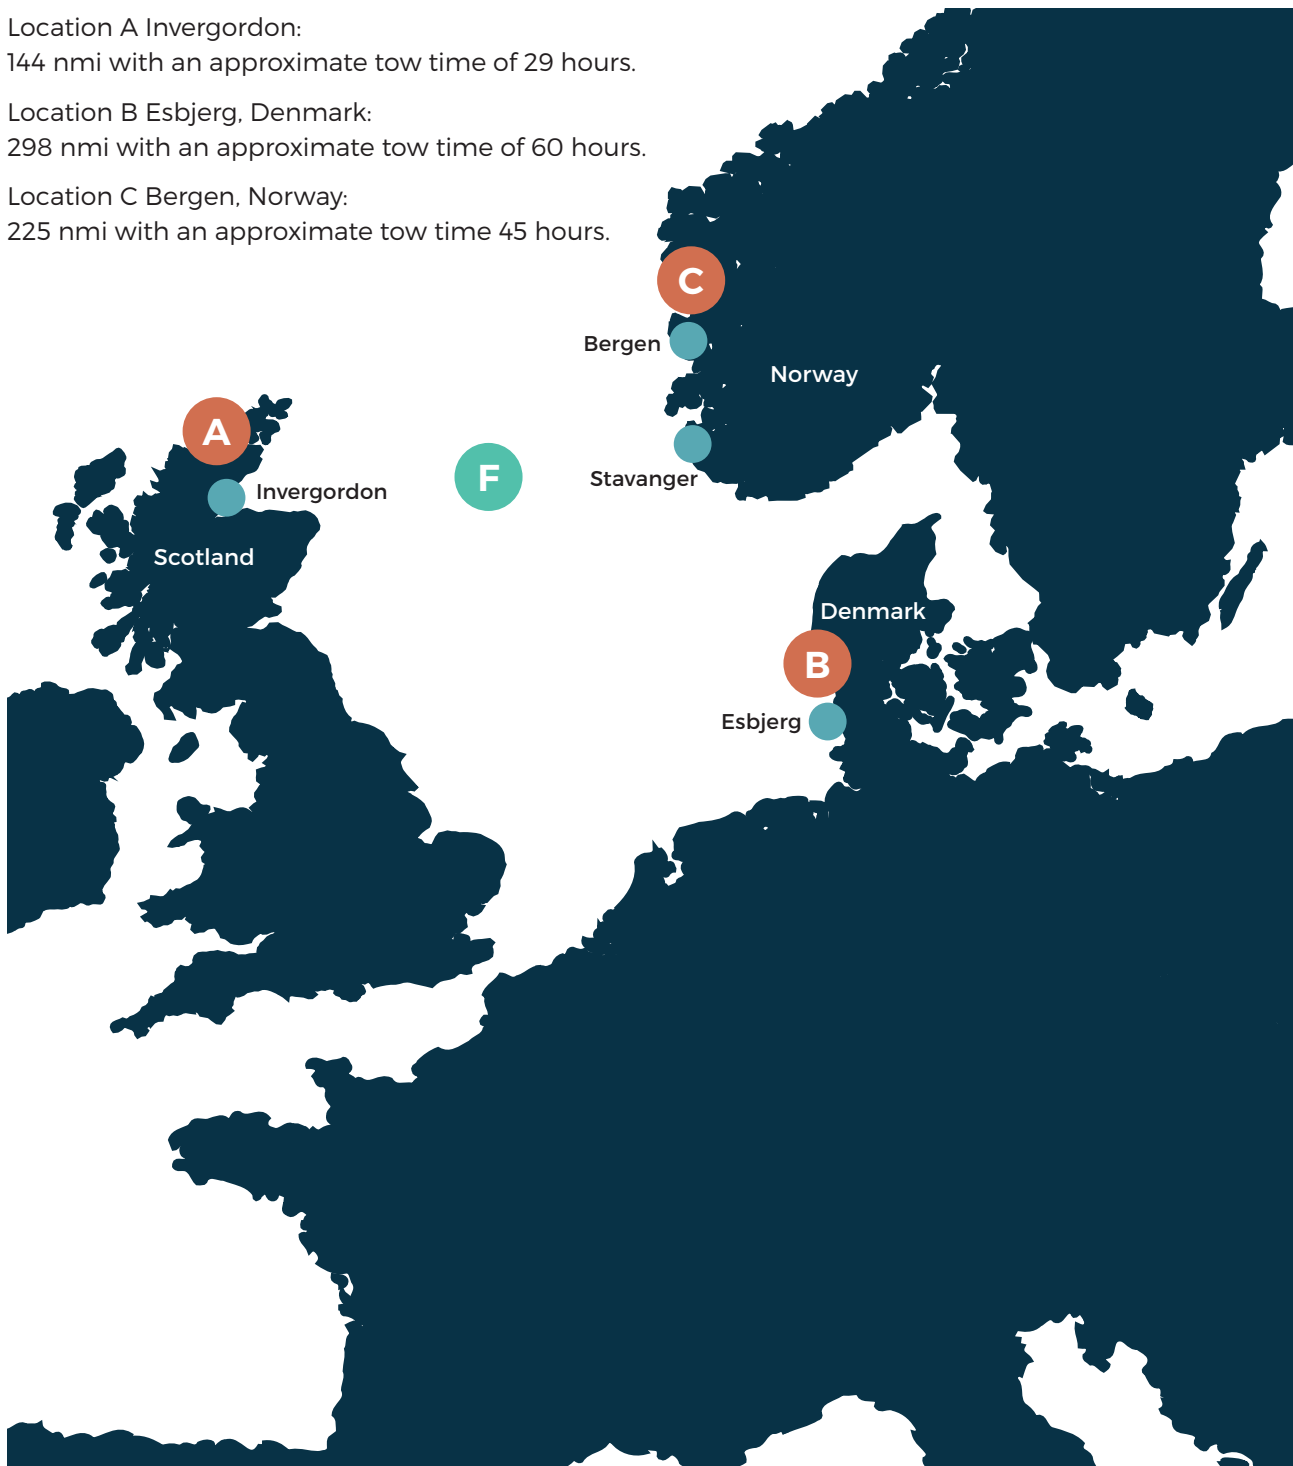 Location A Invergordon:
144 nmi with an approximate tow time of 29 hours.
Location B Esbjerg, Denmark:
298 nmi with an approximate tow time of 60 hours.
Location C Bergen, Norway:
225 nmi with an approximate tow time 45 hours.
C
Bergen
Norway
A
F
Stavanger
Invergordon
Scotland
Denmark
B
Esbjerg